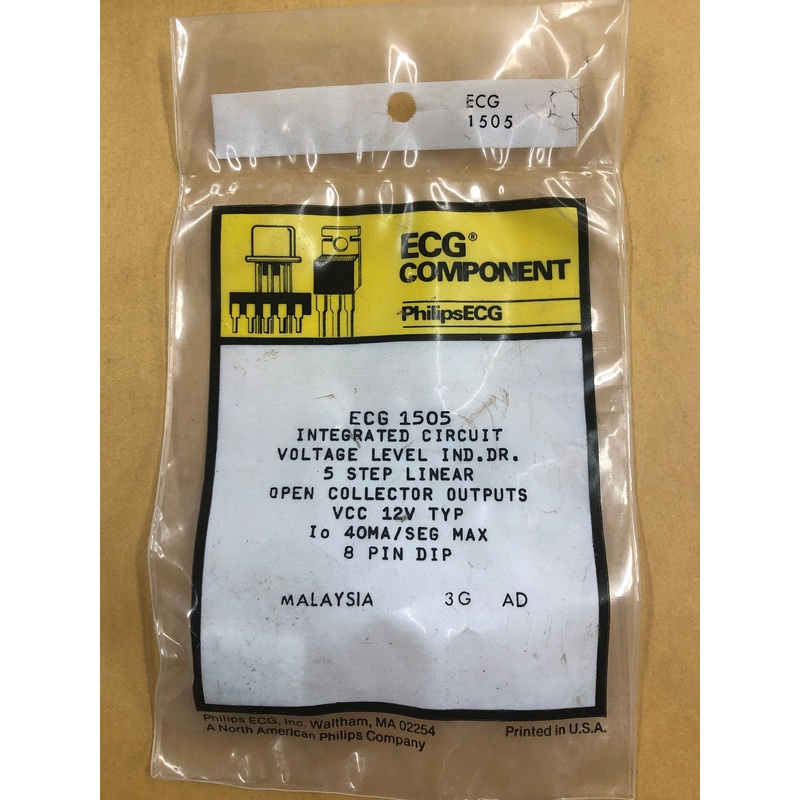 ECG
1505
ECG® COMPONENT
PhilipsECG
ECG 1505
INTEGRATED CIRCUIT
VOLTAGE LEVEL IND.DR.
5 STEP LINEAR
OPEN COLLECTOR OUTPUTS
VCC 12V TYP
Io 40MA/SEG MAX
8 PIN DIP
MALAYSIA 3G AD
Philips ECG, Inc. Waltham, MA 02254
A North American Philips Company
Printed in U.S.A.